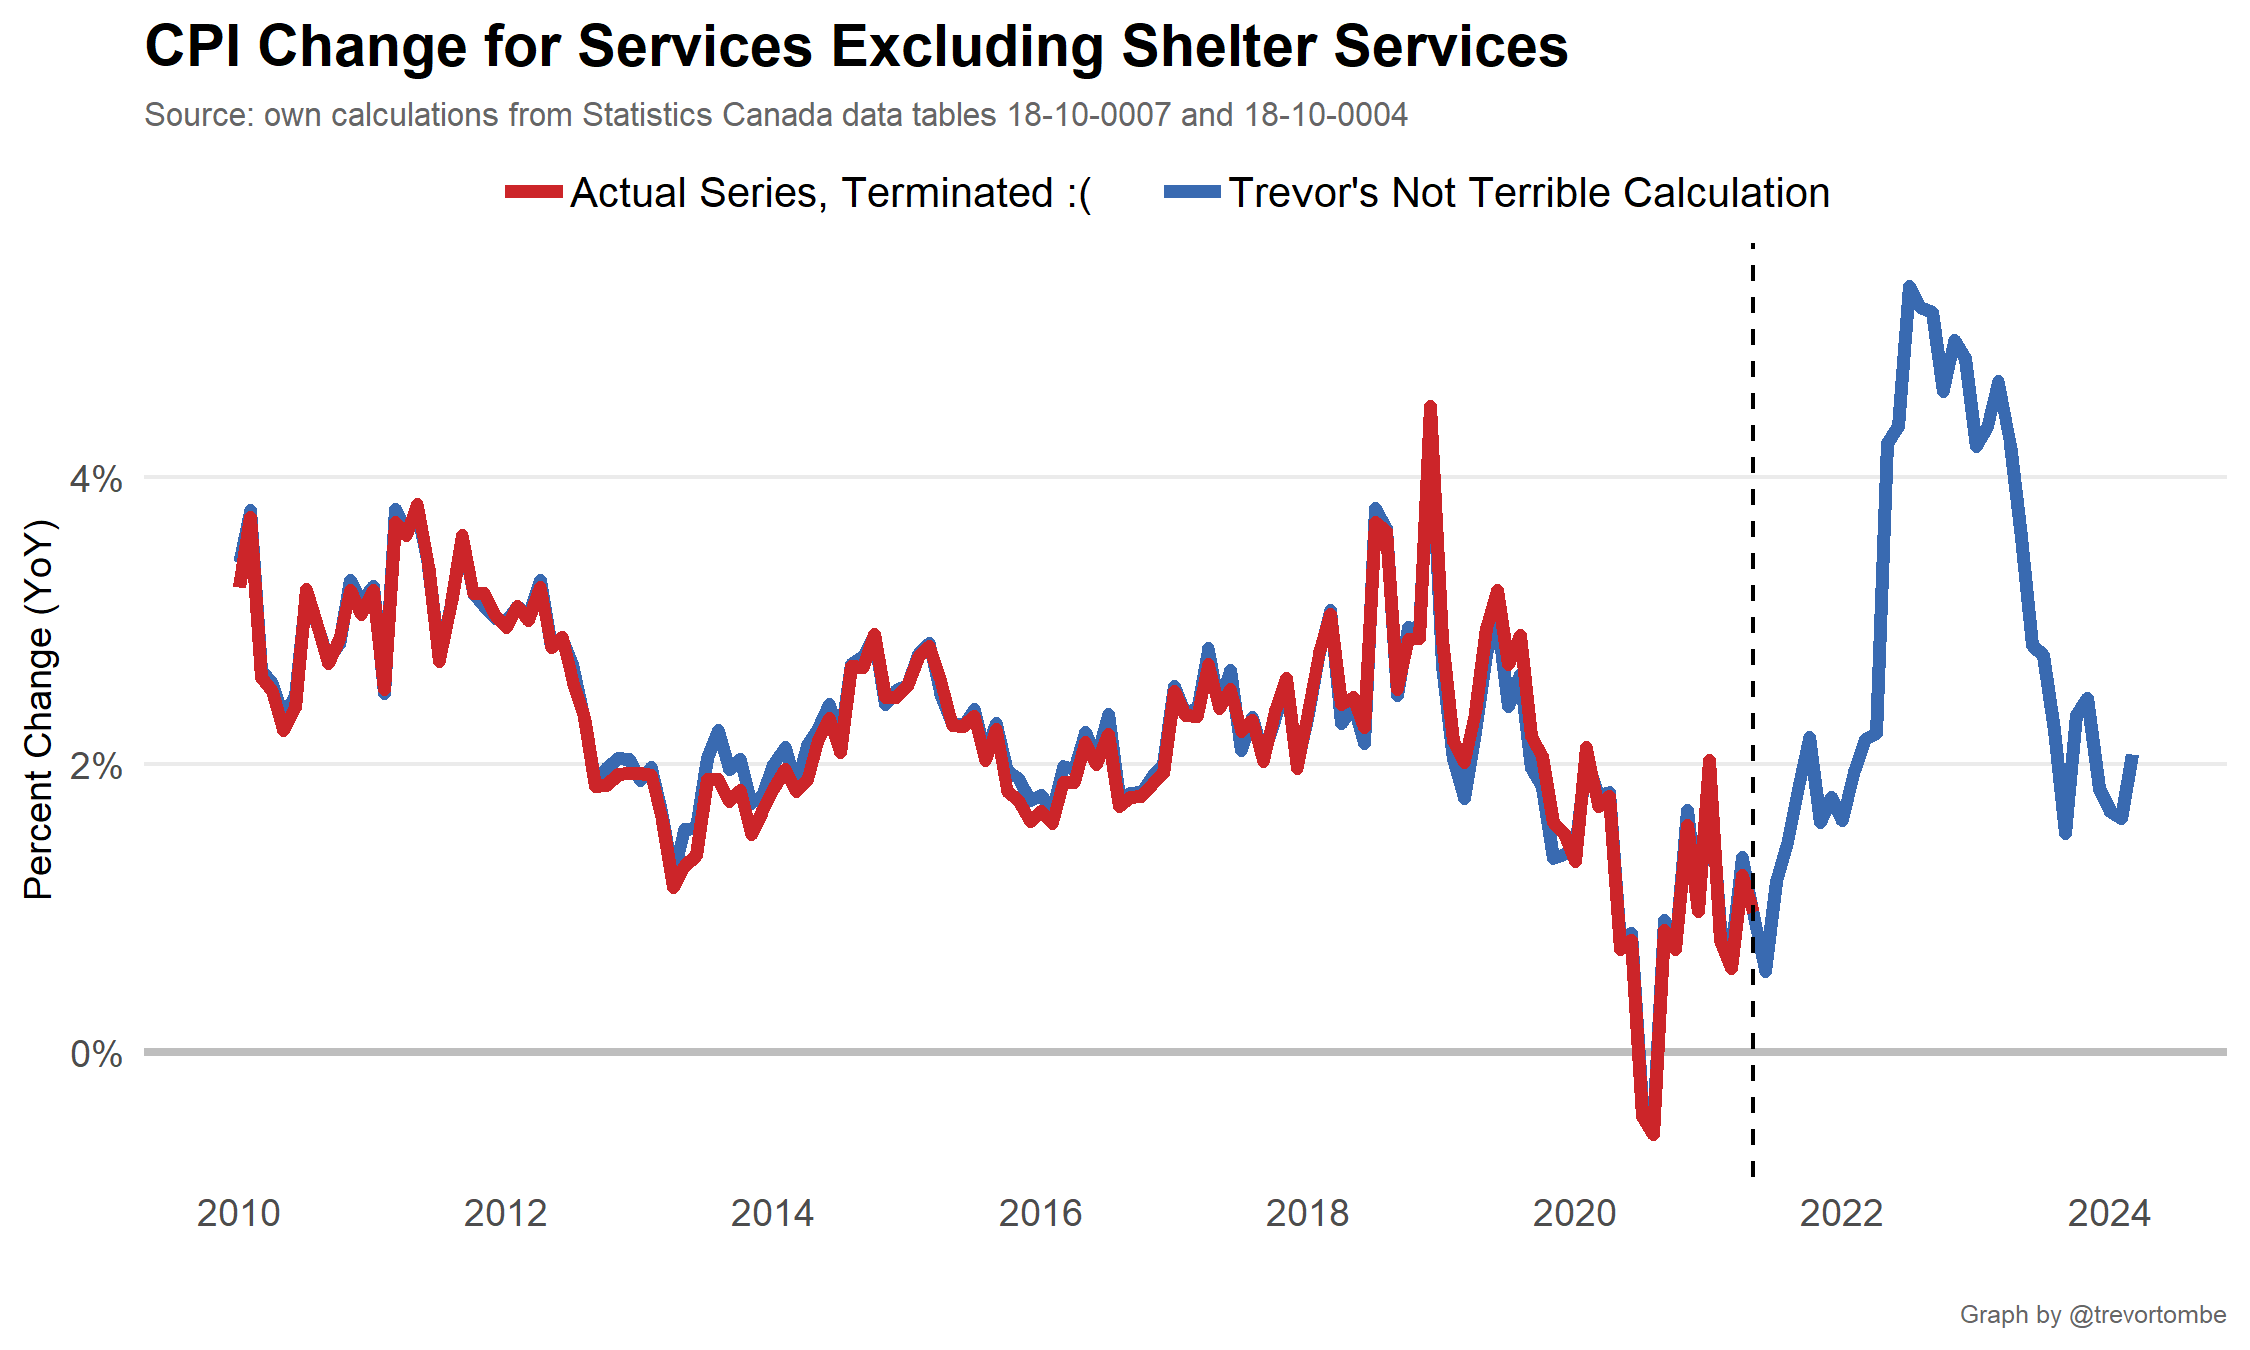 CPI Change for Services Excluding Shelter Services
Source: own calculations from Statistics Canada data tables 18-10-0007 and 18-10-0004
Actual Series, Terminated :(
Trevor's Not Terrible Calculation
Percent Change (YoY)
4%
2%
0%
2010
2012
2014
2016
2018
2020
2022
2024
Graph by @trevortombe